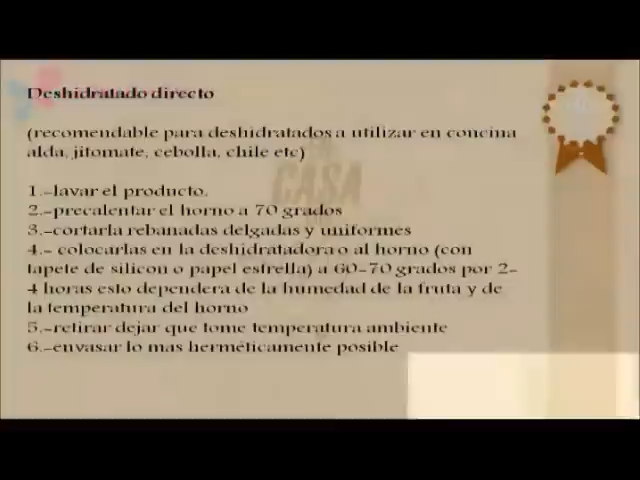 Deshidratado directo
(recomendable para deshidratados a utilizar en concina
alda, jitomate, cebolla, chile etc)
1.-lavar el producto.
2.-precalentar el horno a 70 grados
3.-cortarla rebanadas delgadas y uniformes
4.- colocarlas en la deshidratadora o al horno (con
tapete de silicon o papel estrella) a 60-70 grados por 2-
4 horas esto dependera de la humedad de la fruta y de
la temperatura del horno
5.-retirar dejar que tome temperatura ambiente
6.-envasar lo mas herméticamente posible
CASA